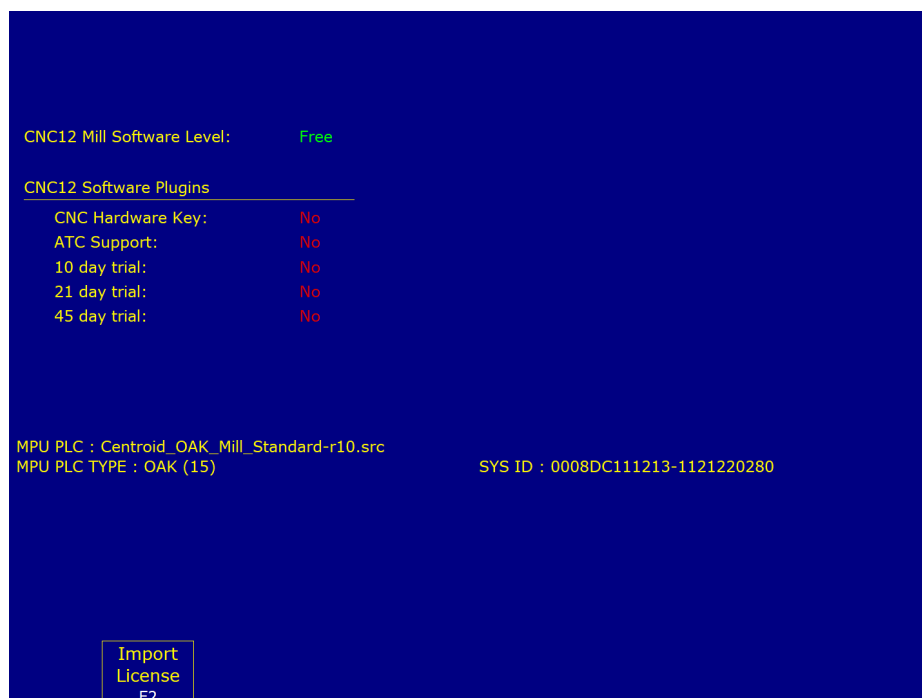 CNC12 Mill Software Level: Free
CNC12 Software Plugins
CNC Hardware Key: No
ATC Support: No
10 day trial: No
21 day trial: No
45 day trial: No
MPU PLC : Centroid_OAK_Mill_Standard-r10.src
MPU PLC TYPE : OAK (15) SYS ID : 0008DC111213-1121220280
Import
License
F2